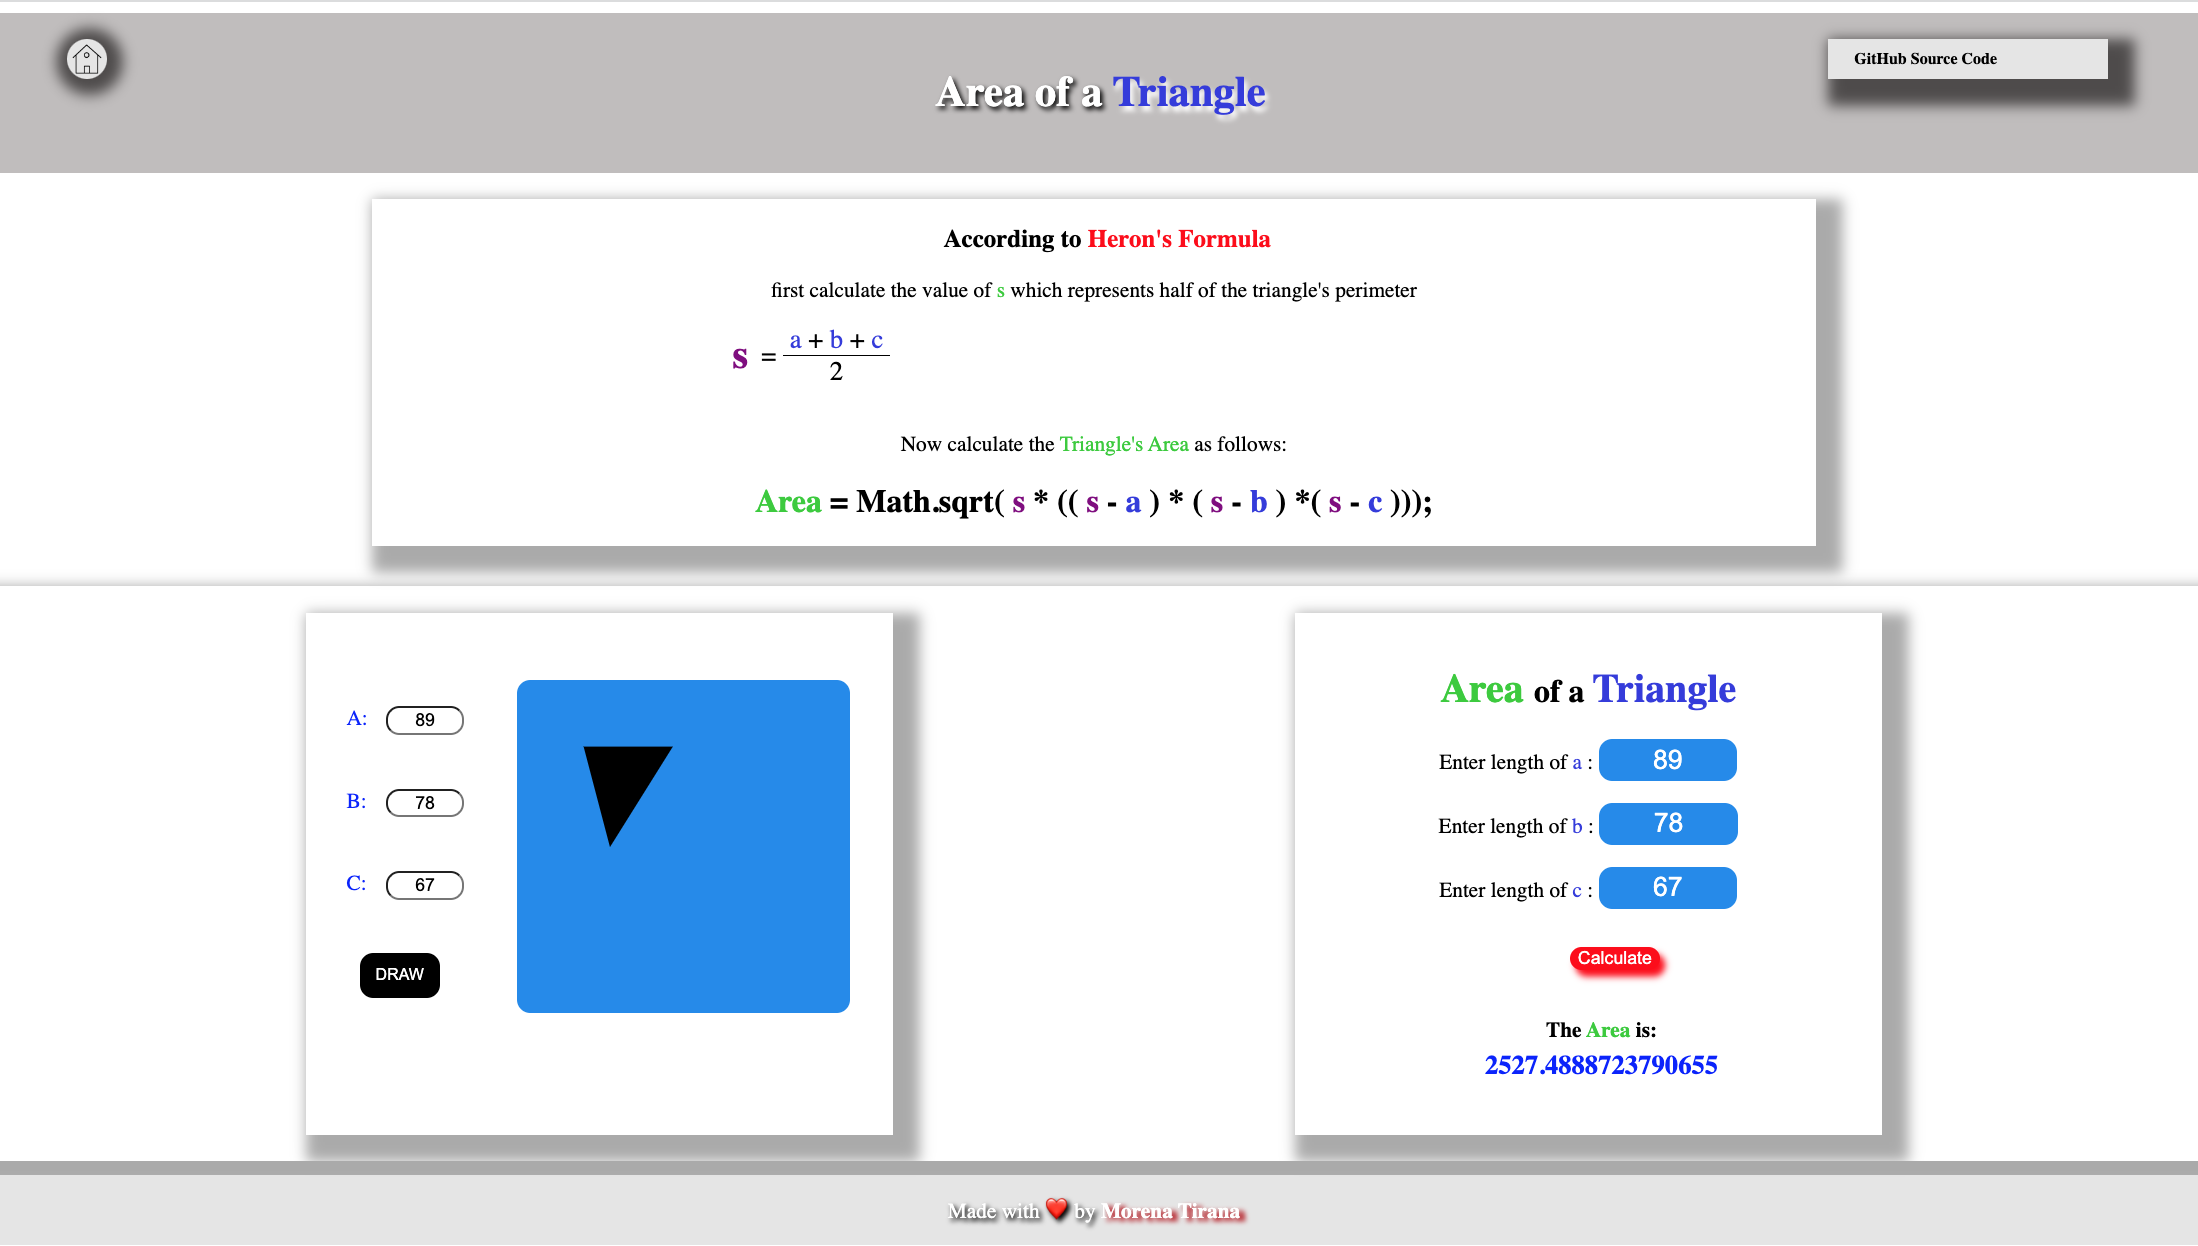 GitHub Source Code
Area of a Triangle
According to Heron's Formula
first calculate the value of s which represents half of the triangle's perimeter
a + b + c
s =
2
Now calculate the Triangle's Area as follows:
Area = Math.sqrt( s * (( s - a ) * ( s - b ) *( s - c )));
A: 89
B: 78
C: 67
DRAW
Area of a Triangle
Enter length of a : 89
Enter length of b : 78
Enter length of c : 67
Calculate
The Area is:
2527.4888723790655
Made with ❤️ by Morena Tirana